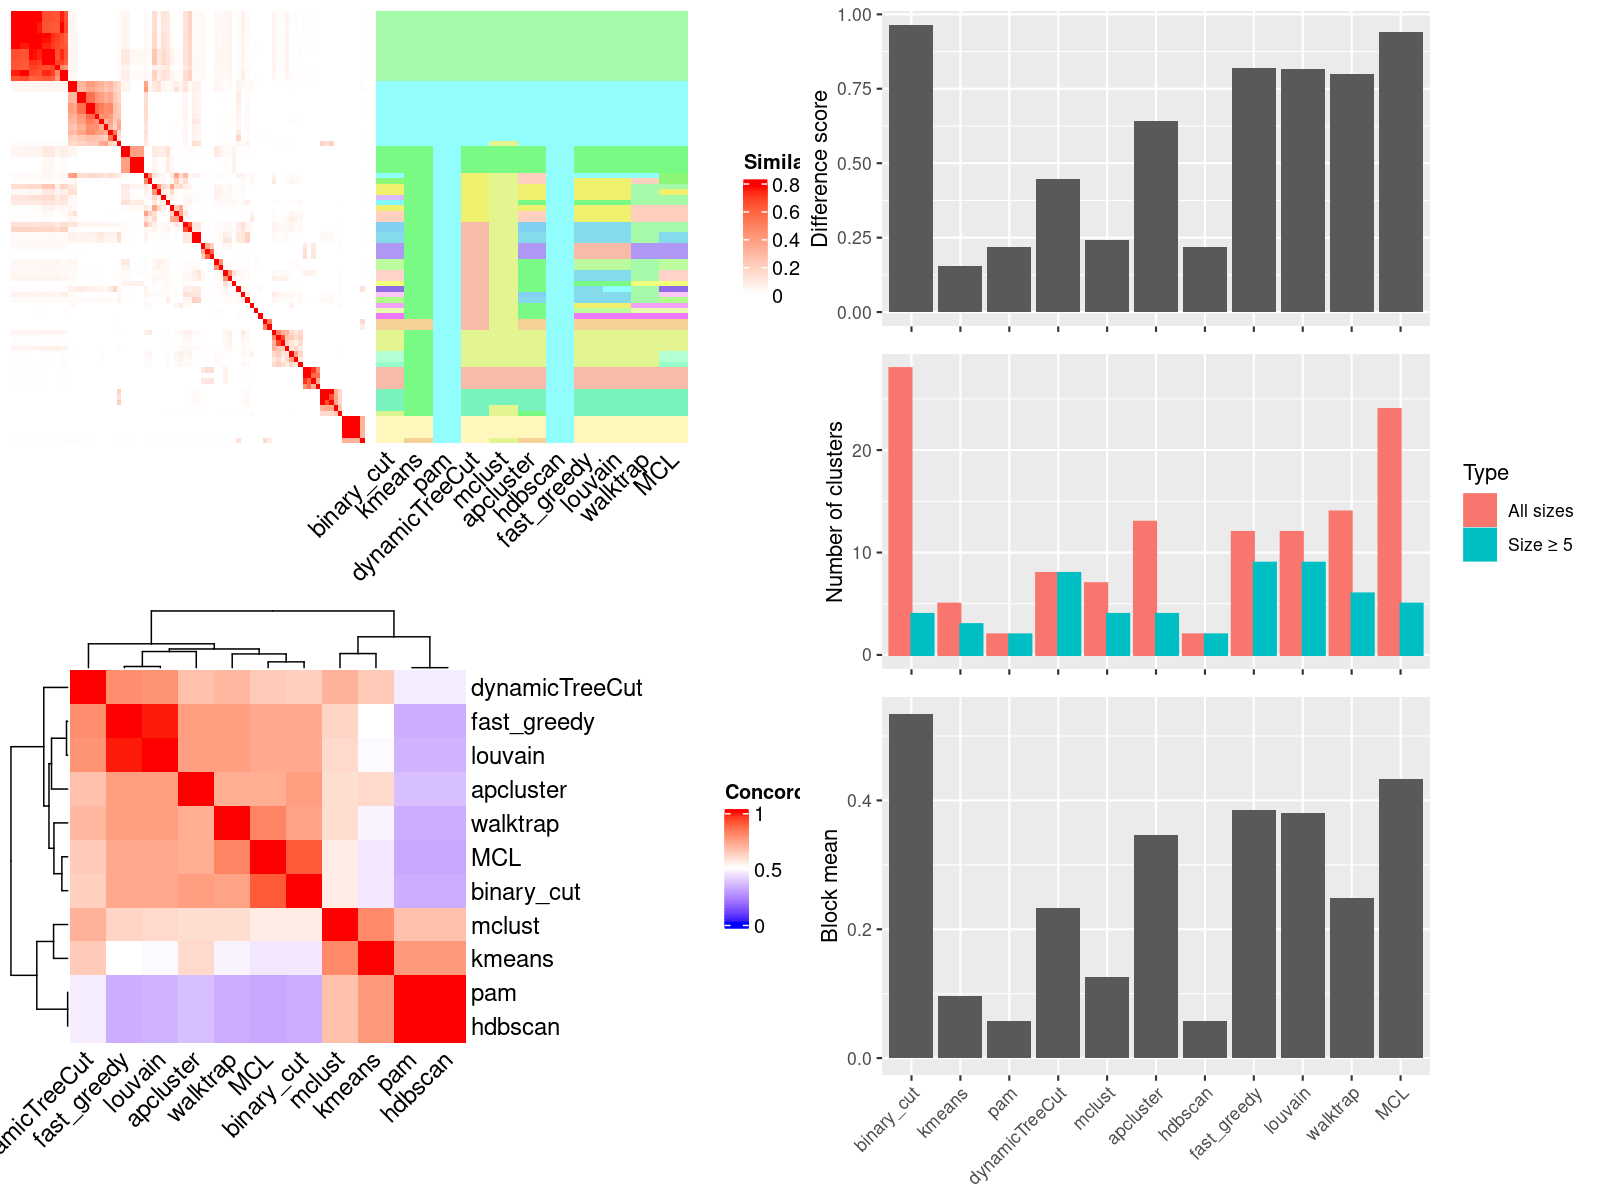 Simila
0.8
0.6
0.4
0.2
0
binary_cut
kmeans
pam
dynamicTreeCut
mclust
apcluster
hdbscan
fast_greedy
louvain
walktrap
MCL
dynamicTreeCut
fast_greedy
louvain
apcluster
walktrap
MCL
binary_cut
mclust
kmeans
pam
hdbscan
amicTreeCut
fast_greedy
louvain
apcluster
walktrap
MCL
binary_cut
mclust
kmeans
pam
hdbscan
Concord
1
0.5
0
Difference score
1.00
0.75
0.50
0.25
0.00
Number of clusters
20
10
0
Type
All sizes
Size ≥ 5
Block mean
0.4
0.2
0.0
binary_cut
kmeans
pam
dynamicTreeCut
mclust
apcluster
hdbscan
fast_greedy
louvain
walktrap
MCL